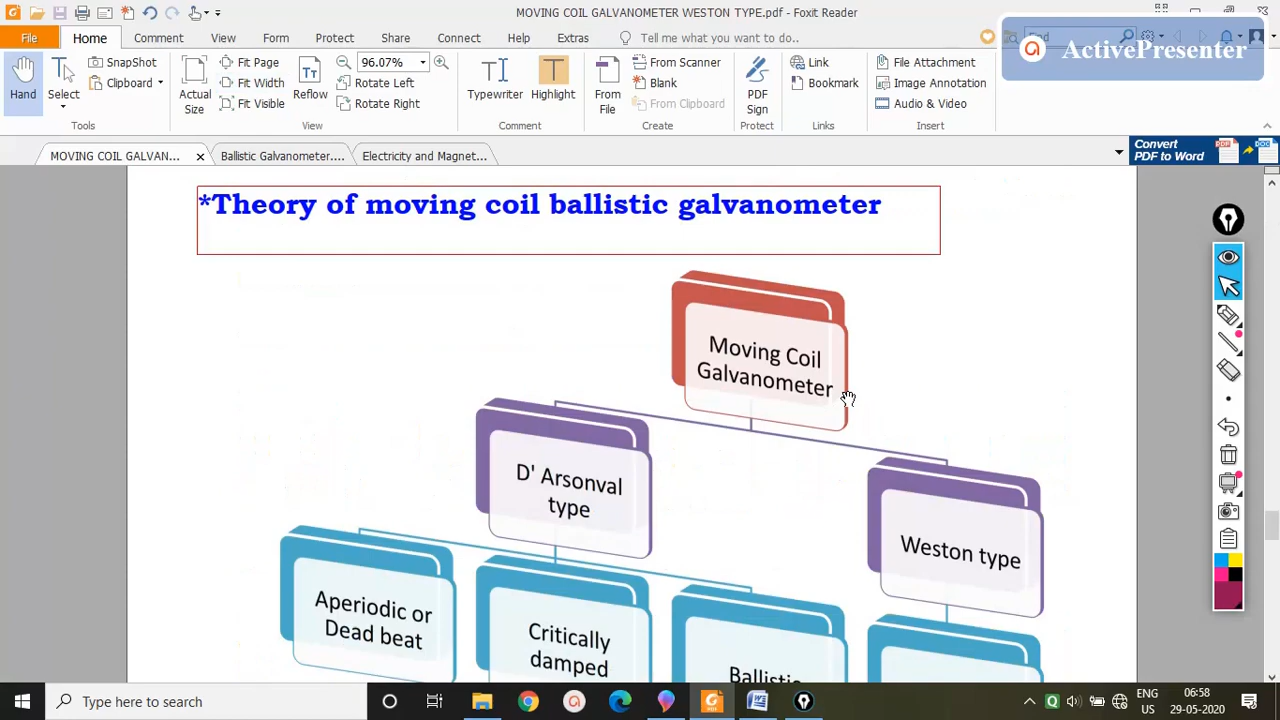 MOVING COIL GALVANOMETER WESTON TYPE.pdf - Foxit Reader
File Home Comment View Form Protect Share Connect Help Extras Tell me what you want to do..
ActivePresenter
Hand
Select
SnapShot
Clipboard
Tools
Actual Size
Fit Page
Fit Width
Fit Visible
Reflow
96.07%
Rotate Left
Rotate Right
View
Typewriter
Highlight
Comment
From File
From Scanner
Blank
From Clipboard
Create
PDF Sign
Protect
Link
Bookmark
Links
File Attachment
Image Annotation
Audio & Video
Insert
MOVING COIL GALVAN...
Ballistic Galvanometer....
Electricity and Magnet...
Convert
PDF to Word
*Theory of moving coil ballistic galvanometer
Moving Coil
Galvanometer
D' Arsonval
type
Weston type
Aperiodic or
Dead beat
Critically
damped
Ballistic
Type here to search
ENG
IN
06:58
29-05-2020